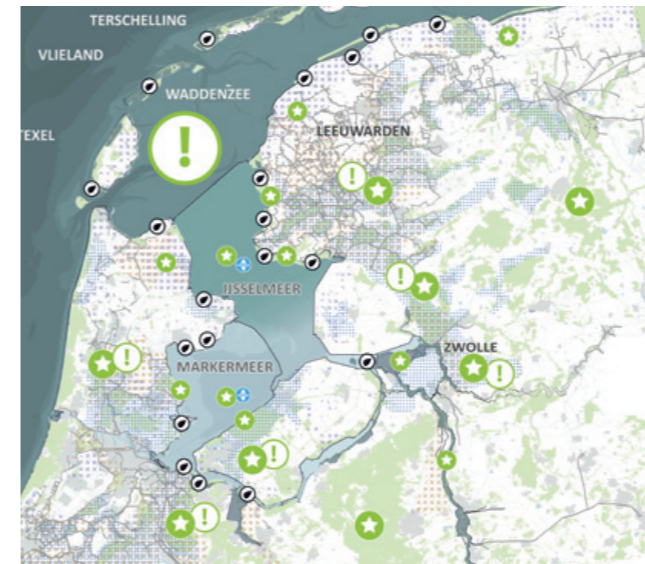 TERSCHELLING
VLIELAND
WADDENZEE
TEXEL
LEEUWARDEN
IJSSELMEER
ZWOLLE
MARKERMEER